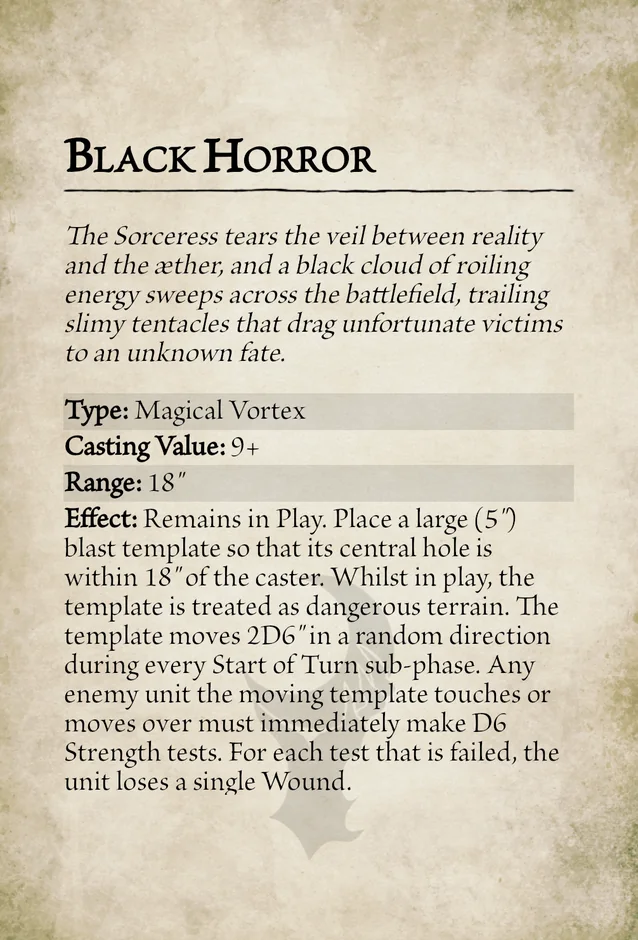 BLACK HORROR
The Sorceress tears the veil between reality
and the æther, and a black cloud of roiling
energy sweeps across the battlefield, trailing
slimy tentacles that drag unfortunate victims
to an unknown fate.
Type: Magical Vortex
Casting Value: 9+
Range: 18"
Effect: Remains in Play. Place a large (5")
blast template so that its central hole is
within 18" of the caster. Whilst in play, the
template is treated as dangerous terrain. The
template moves 2D6" in a random direction
during every Start of Turn sub-phase. Any
enemy unit the moving template touches or
moves over must immediately make D6
Strength tests. For each test that is failed, the
unit loses a single Wound.